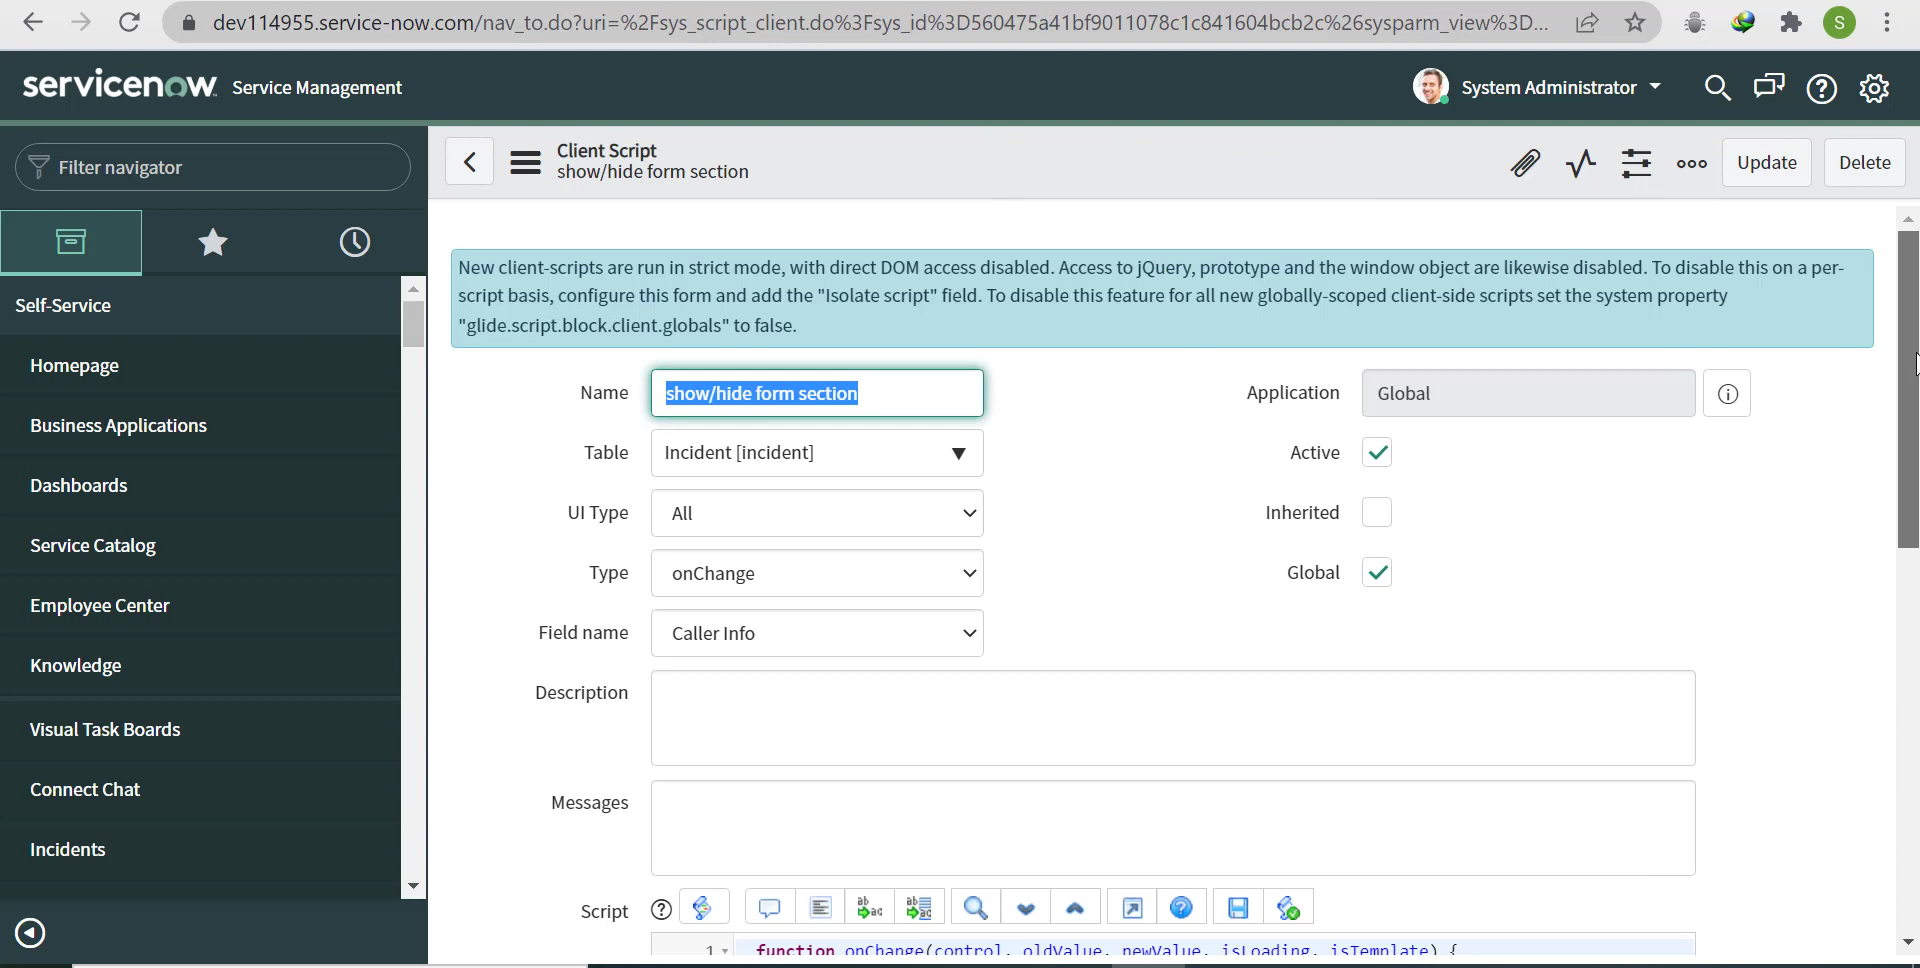 dev114955.service-now.com/nav_to.do?uri=%2Fsys_script_client.do%3Fsys_id%3D560475a41bf9011078c1c841604bcb2c%26sysparm_view%3D...
S
servicenow Service Management
System Administrator
Filter navigator
Client Script
show/hide form section
Update
Delete
Self-Service
Homepage
Business Applications
Dashboards
Service Catalog
Employee Center
Knowledge
Visual Task Boards
Connect Chat
Incidents
New client-scripts are run in strict mode, with direct DOM access disabled. Access to jQuery, prototype and the window object are likewise disabled. To disable this on a per-
script basis, configure this form and add the "Isolate script" field. To disable this feature for all new globally-scoped client-side scripts set the system property
"glide.script.block.client.globals" to false.
Name show/hide form section
Application Global
Table Incident [incident]
Active
UI Type All
Inherited
Type onChange
Global
Field name Caller Info
Description
Messages
Script
1 function onChange(control, oldValue, newValue, isLoading, isTemplate) {